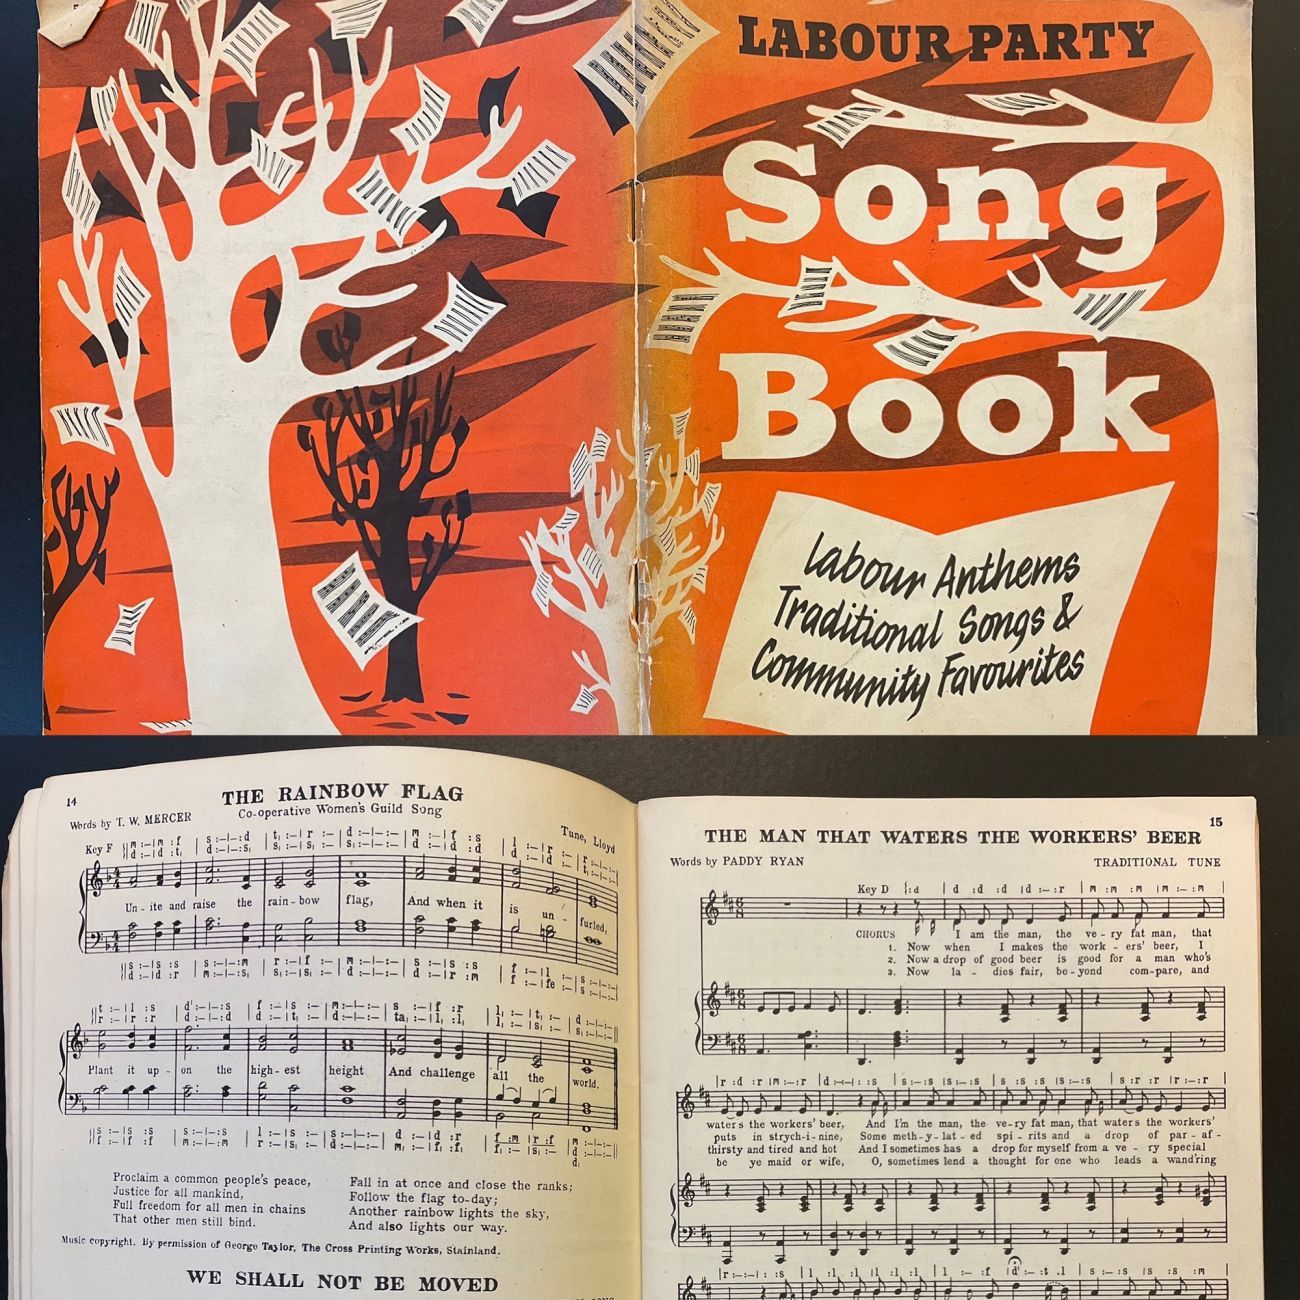 LABOUR PARTY
Song
Book
Labour Anthems
Traditional Songs &
Community Favourites
14
THE RAINBOW FLAG
Co-operative Women's Guild Song
Words by T. W. MERCER
Tune, Lloyd
Key F
Un - ite and raise the rain - bow flag, And when it is un - furled,
Plant it up - on the high - est height And challenge all the world.
Proclaim a common people's peace,
Justice for all mankind,
Full freedom for all men in chains
That other men still bind.
Fall in at once and close the ranks;
Follow the flag to-day;
Another rainbow lights the sky,
And also lights our way.
Music copyright. By permission of George Taylor, The Cross Printing Works, Stainland.
WE SHALL NOT BE MOVED
15
THE MAN THAT WATERS THE WORKERS' BEER
Words by PADDY RYAN
TRADITIONAL TUNE
Key D
CHORUS I am the man, the ve - ry fat man, that
1. Now when I makes the work - ers' beer, I
2. Now a drop of good beer is good for a man who's
3. Now la - dies fair, be - yond com - pare, and
waters the workers' beer, And I'm the man, the ve - ry fat man, that waters the workers'
puts in strych - i - nine, Some meth - y - lat - ed spi - rits and a drop of par - af -
thirsty and tired and hot And I sometimes has a drop for myself from a ve - ry special
be ye maid or wife, O, sometimes lend a thought for one who leads a wand'ring